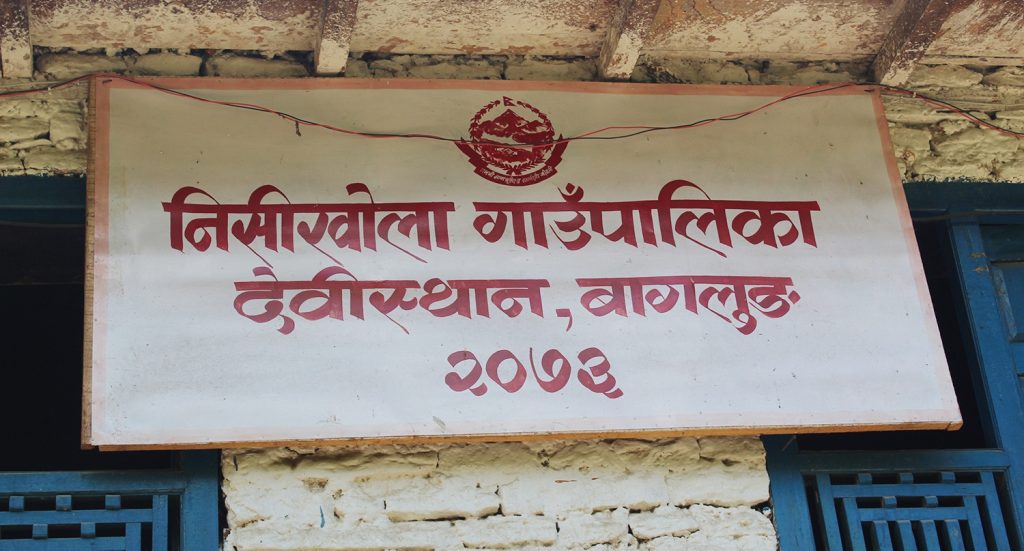 निसीखोला गाउँपालिका
देवीस्थान, बागलुङ
२०७३